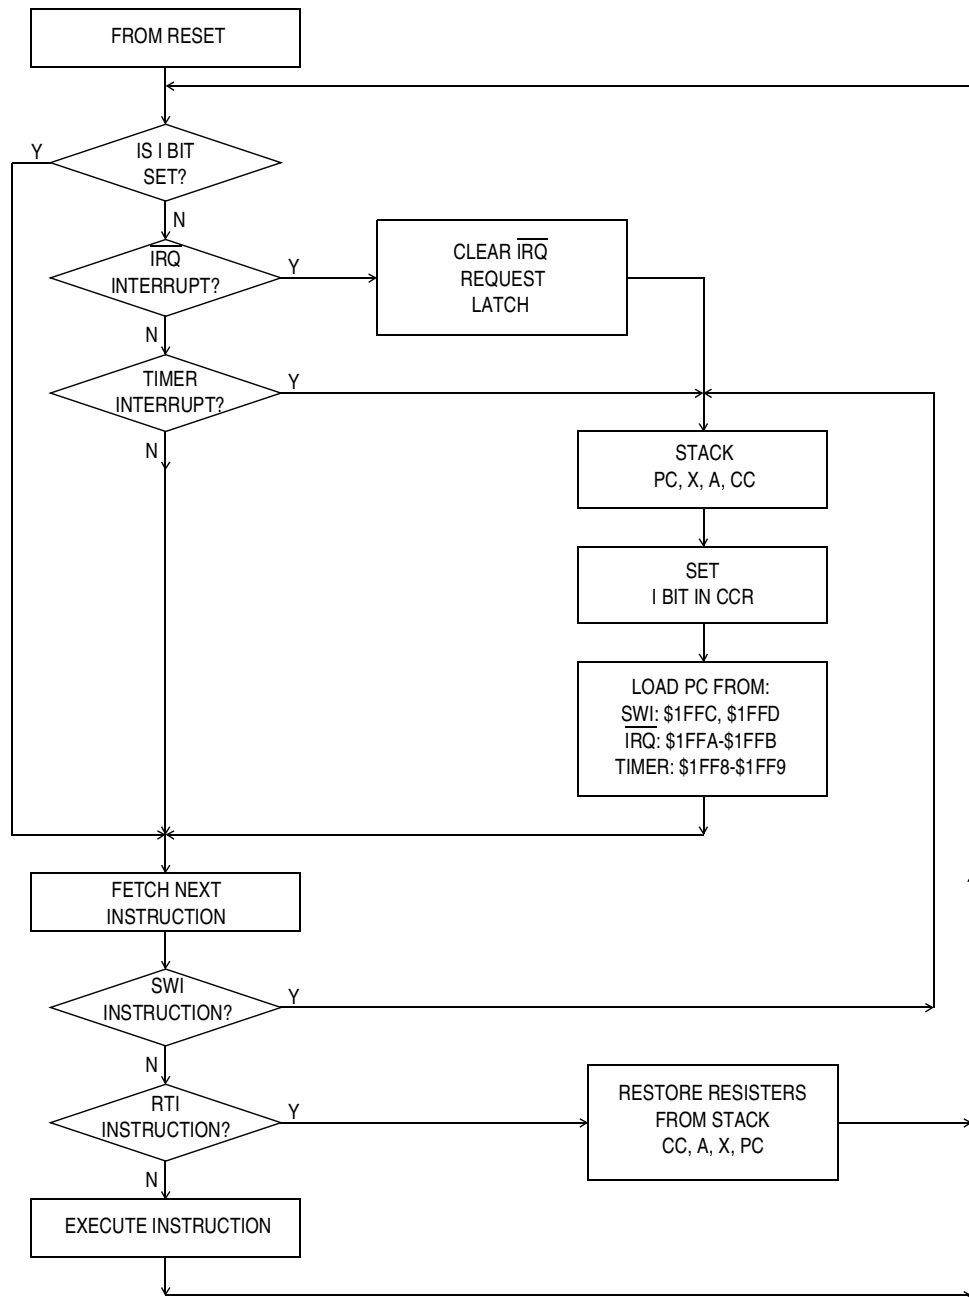 FROM RESET
Y
IS I BIT
SET?
N
IRQ
INTERRUPT?
Y
CLEAR IRQ
REQUEST
LATCH
N
TIMER
INTERRUPT?
Y
N
STACK
PC, X, A, CC
SET
I BIT IN CCR
LOAD PC FROM:
SWI: $1FFC, $1FFD
IRQ: $1FFA-$1FFB
TIMER: $1FF8-$1FF9
FETCH NEXT
INSTRUCTION
SWI
INSTRUCTION?
Y
N
RTI
INSTRUCTION?
Y
RESTORE RESISTERS
FROM STACK
CC, A, X, PC
N
EXECUTE INSTRUCTION